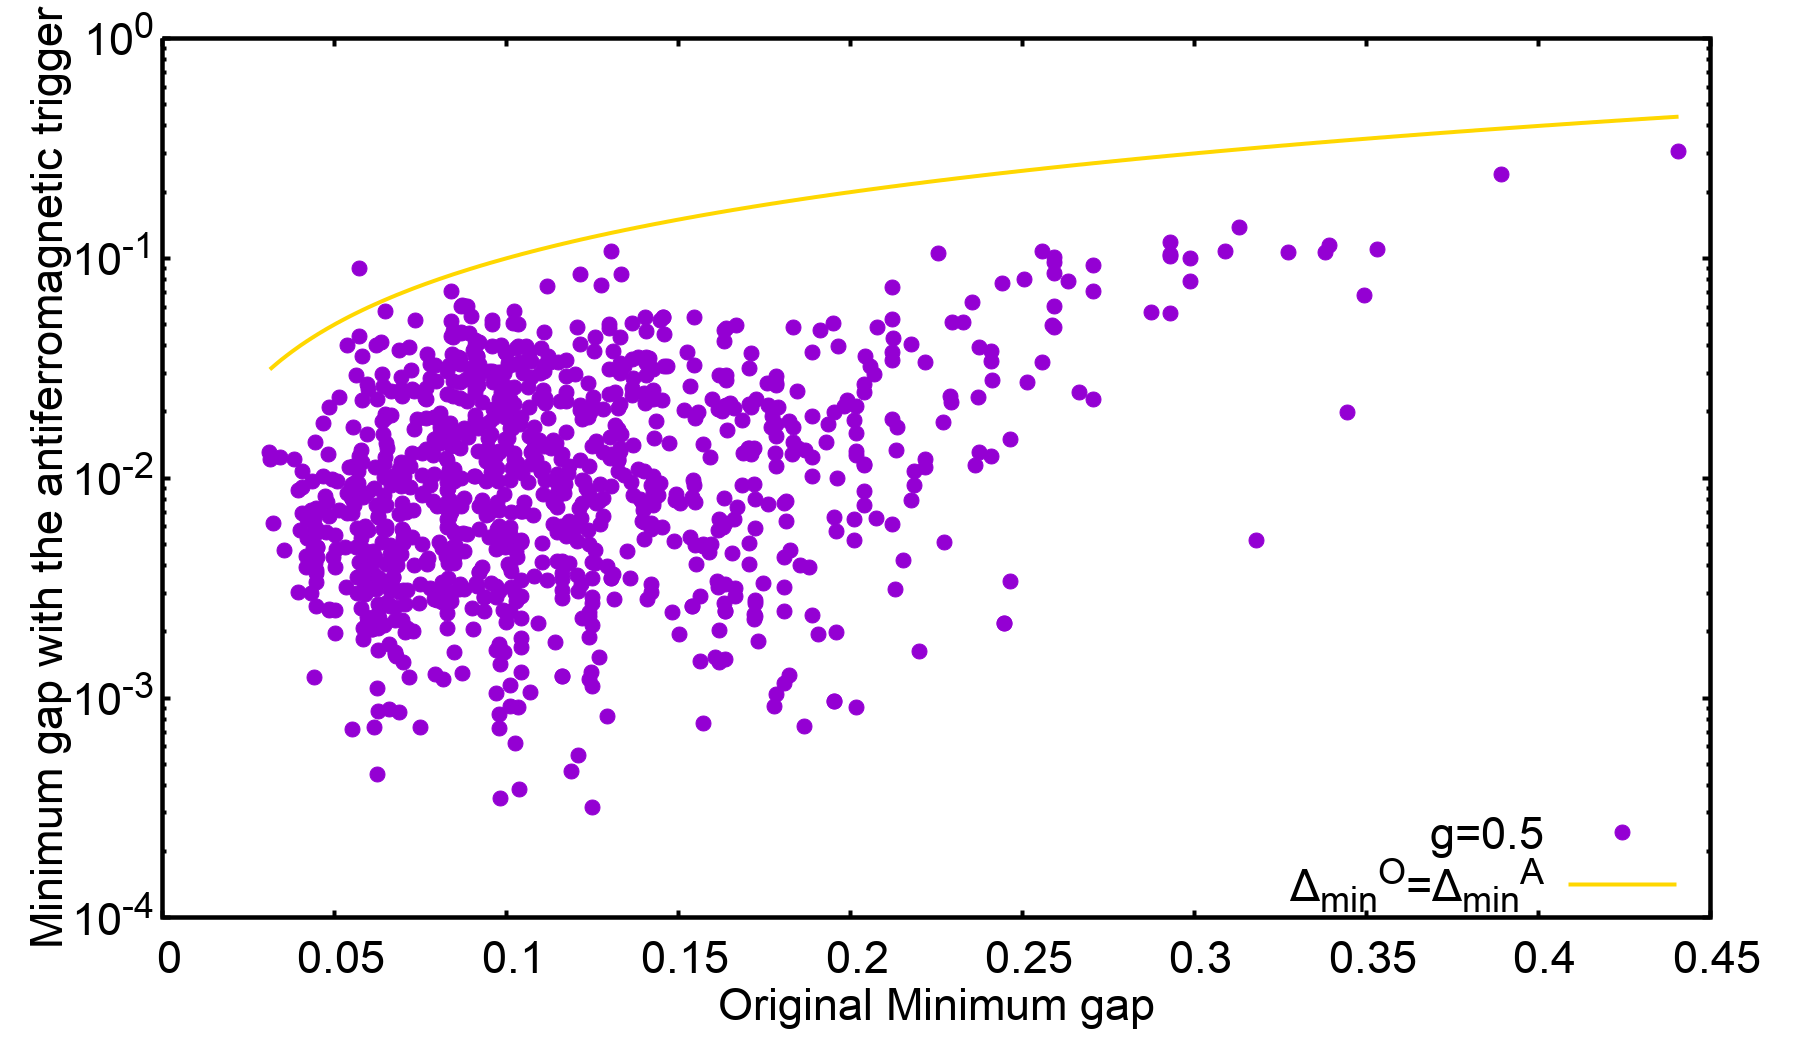 Minimum gap with the antiferromagnetic trigger
10^0
10^-1
10^-2
10^-3
10^-4
g=0.5
Δ_min^O=Δ_min^A
0 0.05 0.1 0.15 0.2 0.25 0.3 0.35 0.4 0.45
Original Minimum gap